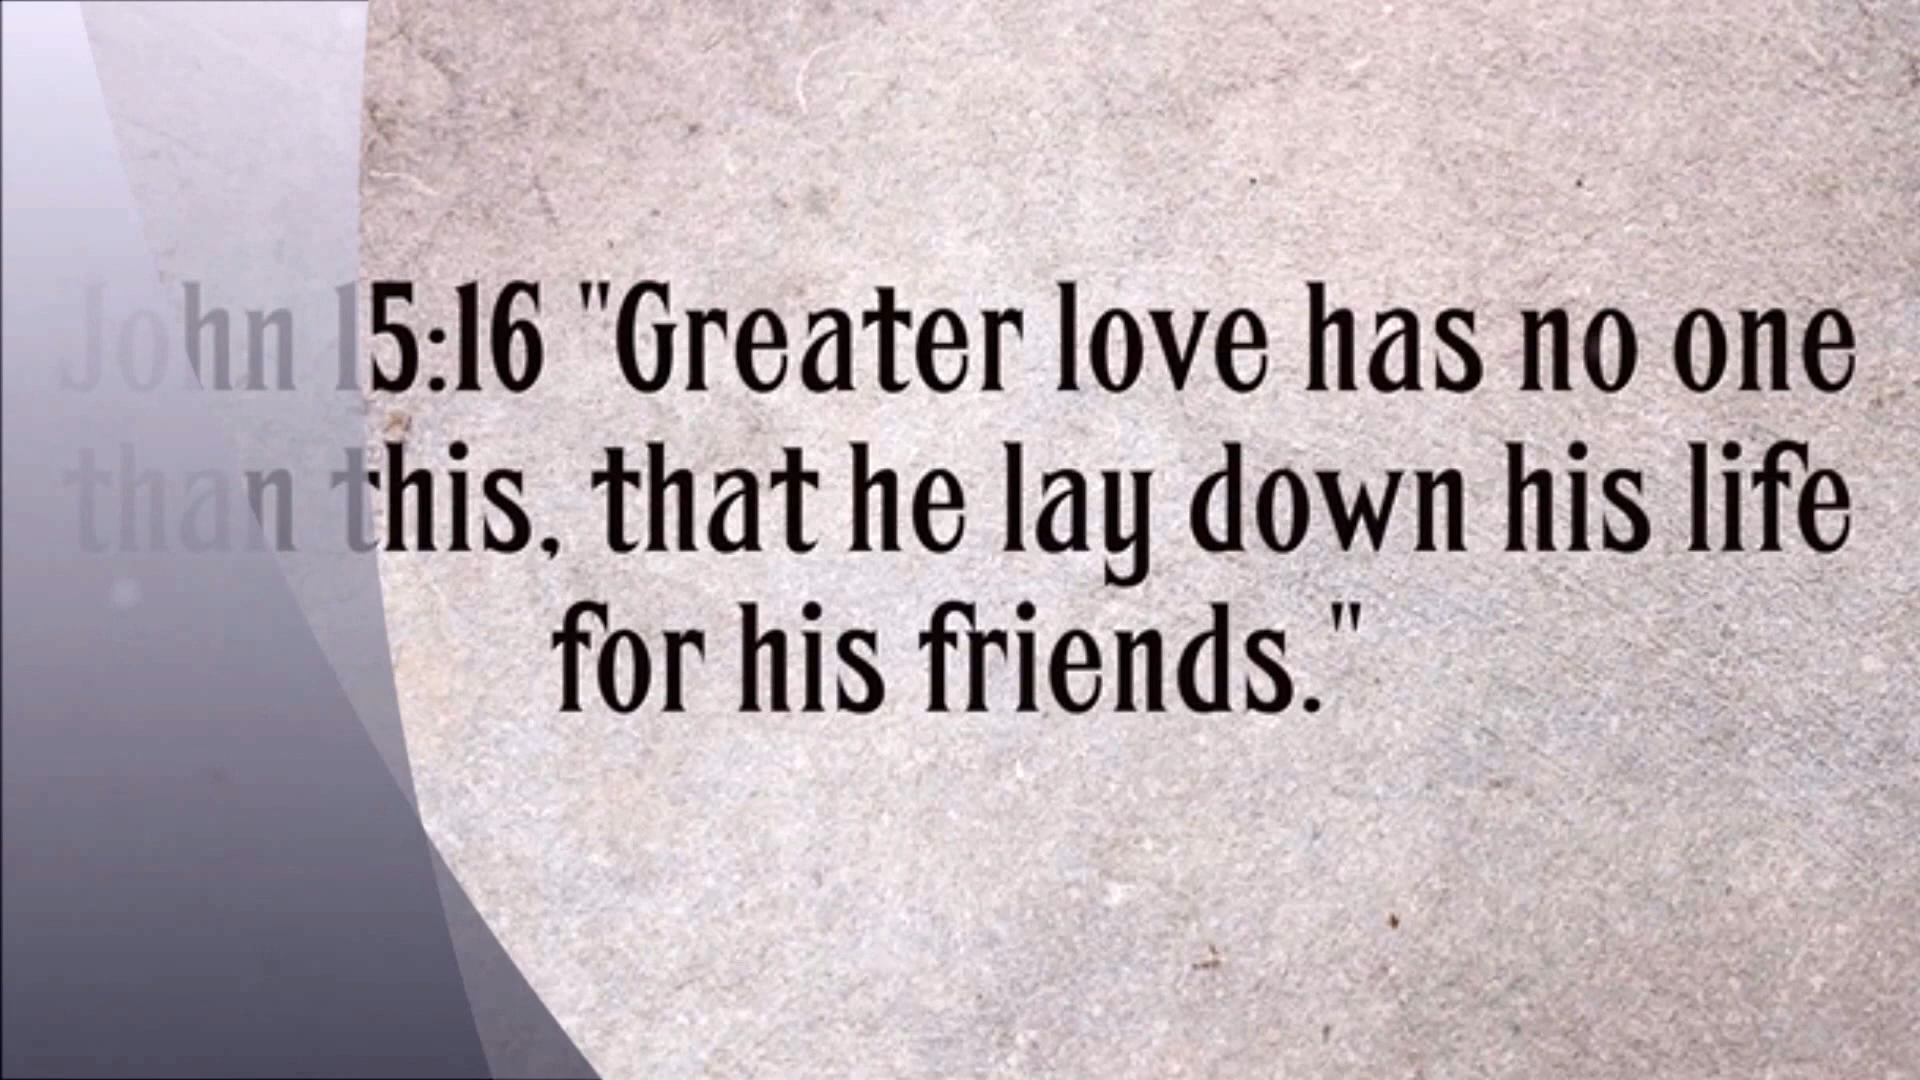 John 15:16 "Greater love has no one
than this, that he lay down his life
for his friends."